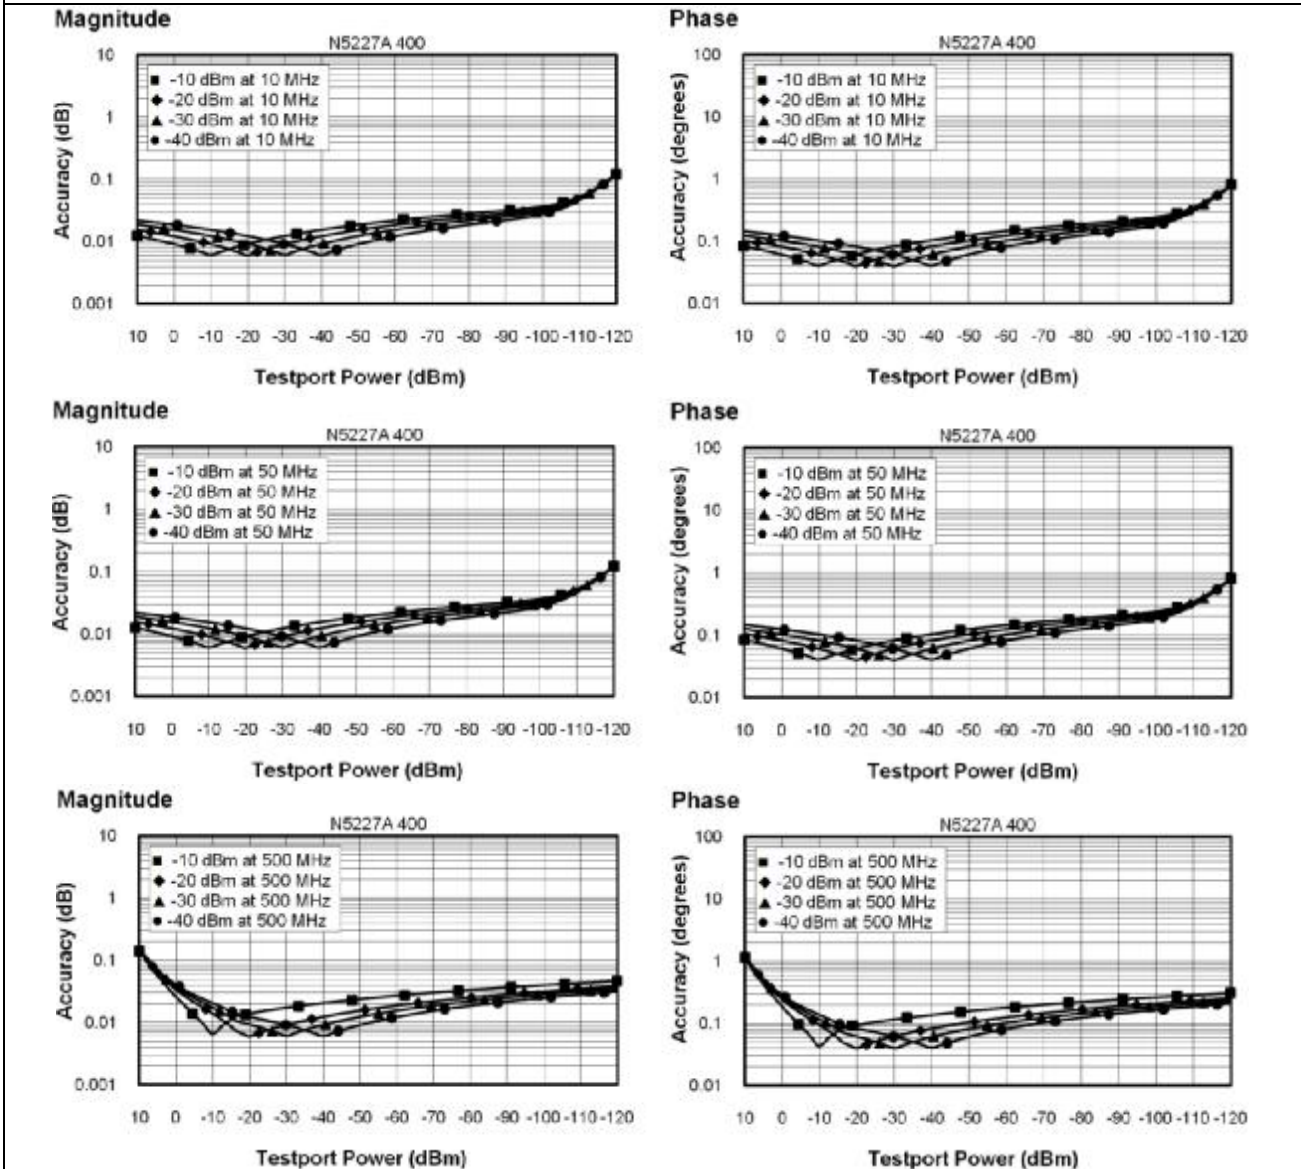 Magnitude
N5227A 400
Accuracy (dB)
10
1
0.1
0.01
0.001
-10 dBm at 10 MHz
-20 dBm at 10 MHz
-30 dBm at 10 MHz
-40 dBm at 10 MHz
10 0 -10 -20 -30 -40 -50 -60 -70 -80 -90 -100 -110 -120
Testport Power (dBm)
Phase
N5227A 400
Accuracy (degrees)
100
10
1
0.1
0.01
-10 dBm at 10 MHz
-20 dBm at 10 MHz
-30 dBm at 10 MHz
-40 dBm at 10 MHz
10 0 -10 -20 -30 -40 -50 -60 -70 -80 -90 -100 -110 -120
Testport Power (dBm)
Magnitude
N5227A 400
Accuracy (dB)
10
1
0.1
0.01
0.001
-10 dBm at 50 MHz
-20 dBm at 50 MHz
-30 dBm at 50 MHz
-40 dBm at 50 MHz
10 0 -10 -20 -30 -40 -50 -60 -70 -80 -90 -100 -110 -120
Testport Power (dBm)
Phase
N5227A 400
Accuracy (degrees)
100
10
1
0.1
0.01
-10 dBm at 50 MHz
-20 dBm at 50 MHz
-30 dBm at 50 MHz
-40 dBm at 50 MHz
10 0 -10 -20 -30 -40 -50 -60 -70 -80 -90 -100 -110 -120
Testport Power (dBm)
Magnitude
N5227A 400
Accuracy (dB)
10
1
0.1
0.01
0.001
-10 dBm at 500 MHz
-20 dBm at 500 MHz
-30 dBm at 500 MHz
-40 dBm at 500 MHz
10 0 -10 -20 -30 -40 -50 -60 -70 -80 -90 -100 -110 -120
Testport Power (dBm)
Phase
N5227A 400
Accuracy (degrees)
100
10
1
0.1
0.01
-10 dBm at 500 MHz
-20 dBm at 500 MHz
-30 dBm at 500 MHz
-40 dBm at 500 MHz
10 0 -10 -20 -30 -40 -50 -60 -70 -80 -90 -100 -110 -120
Testport Power (dBm)